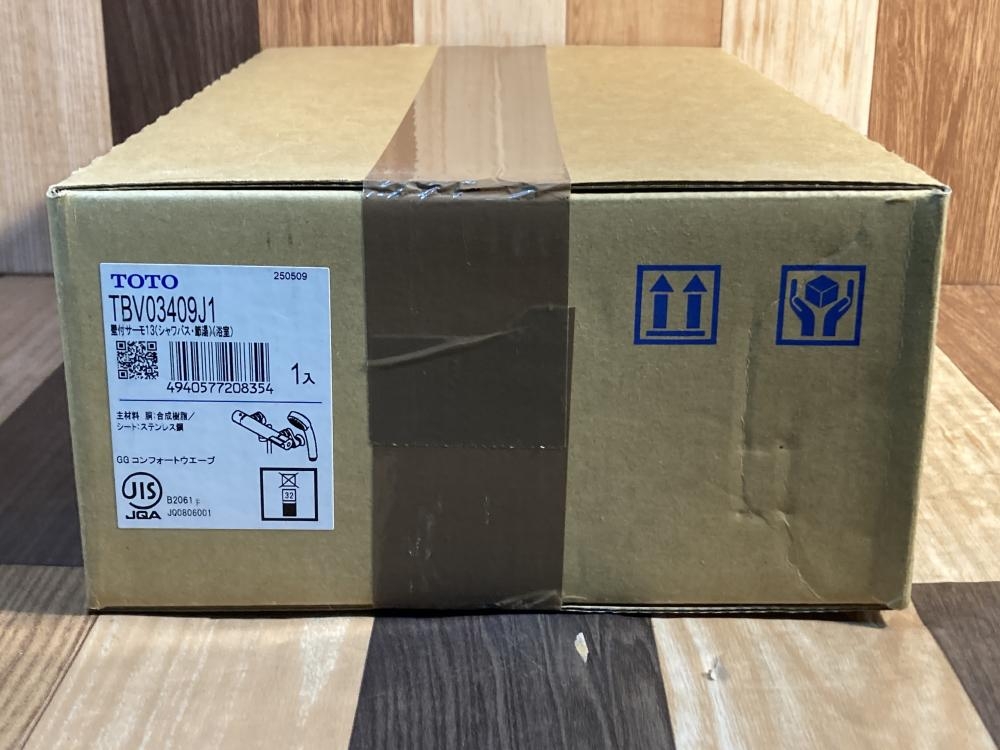 TOTO 250509
TBV03409J1
壁付サーモ13(シャワバス・節湯)(浴室)
4940577208354
1入
主材料 胴:合成樹脂/
シート:ステンレス鋼
GG コンフォートウエーブ
JIS
JQA
B2061 F
JQ0806001
32